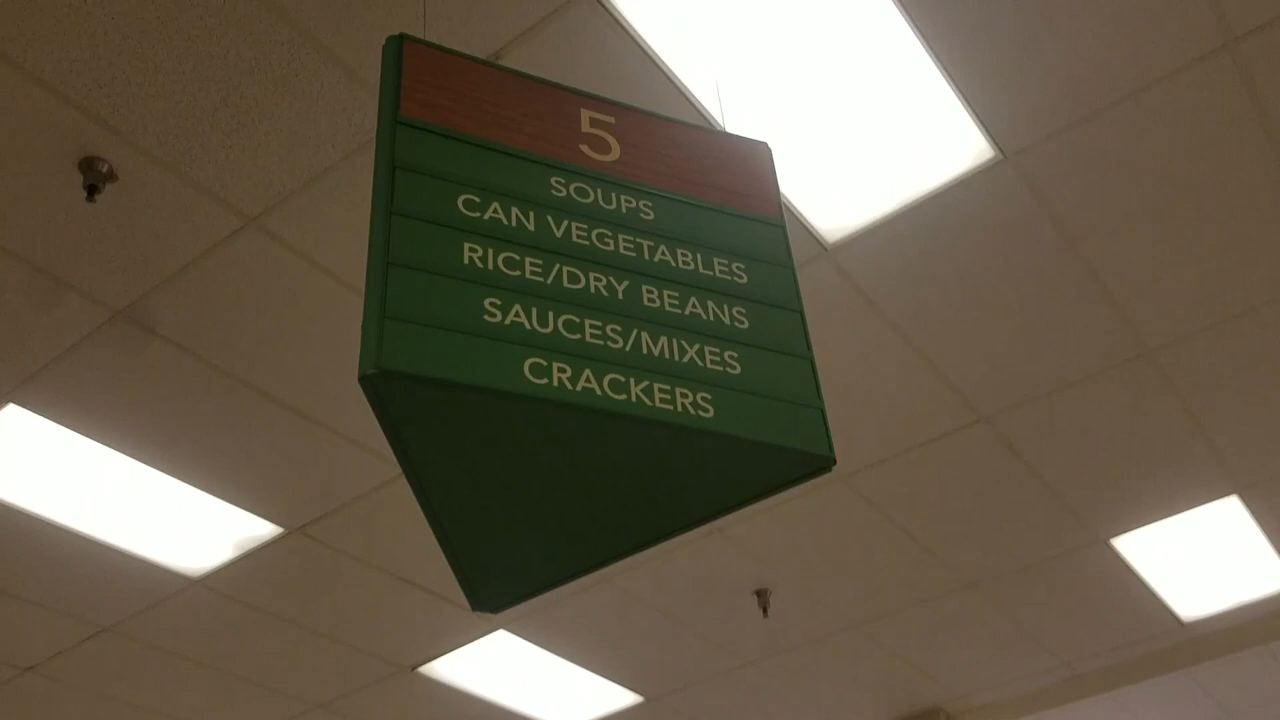 5
SOUPS
CAN VEGETABLES
RICE/DRY BEANS
SAUCES/MIXES
CRACKERS